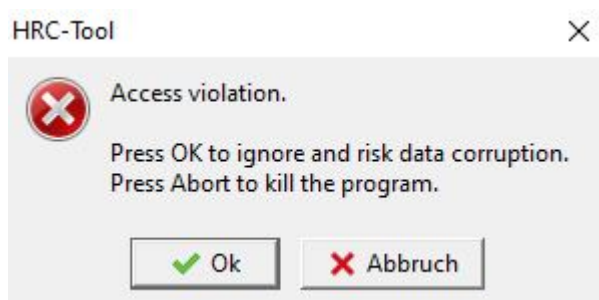 HRC-Tool
Access violation.
Press OK to ignore and risk data corruption.
Press Abort to kill the program.
Ok
Abbruch